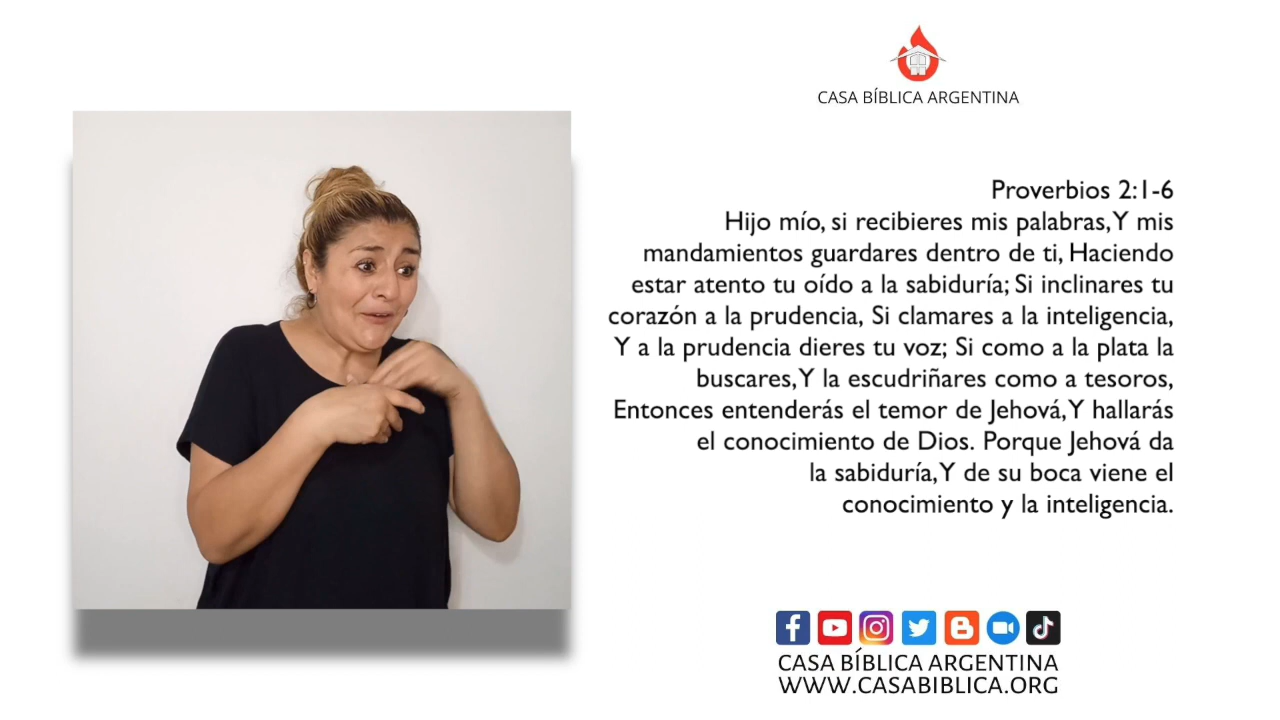 CASA BÍBLICA ARGENTINA
Proverbios 2:1-6
Hijo mío, si recibieres mis palabras,Y mis
mandamientos guardares dentro de ti, Haciendo
estar atento tu oído a la sabiduría; Si inclinares tu
corazón a la prudencia, Si clamares a la inteligencia,
Y a la prudencia dieres tu voz; Si como a la plata la
buscares,Y la escudriñares como a tesoros,
Entonces entenderás el temor de Jehová,Y hallarás
el conocimiento de Dios. Porque Jehová da
la sabiduría,Y de su boca viene el
conocimiento y la inteligencia.
CASA BÍBLICA ARGENTINA
WWW.CASABIBLICA.ORG